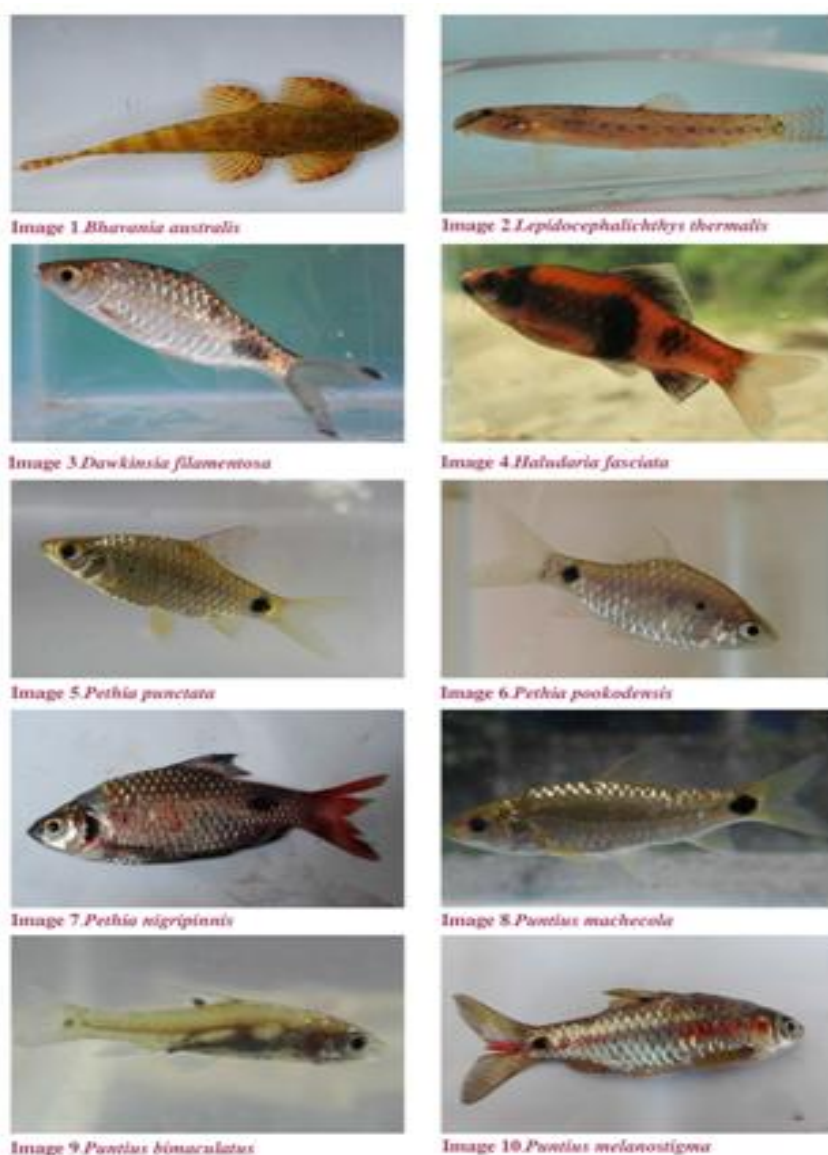 Image 1.Bhavania australis
Image 2.Lepidocephalichthys thermalis
Image 3.Dawkinsia filamentosa
Image 4.Haludaria fasciata
Image 5.Pethia punctata
Image 6.Pethia pookodensis
Image 7.Pethia nigripinnis
Image 8.Puntius machecola
Image 9.Puntius bimaculatus
Image 10.Puntius melanostigma